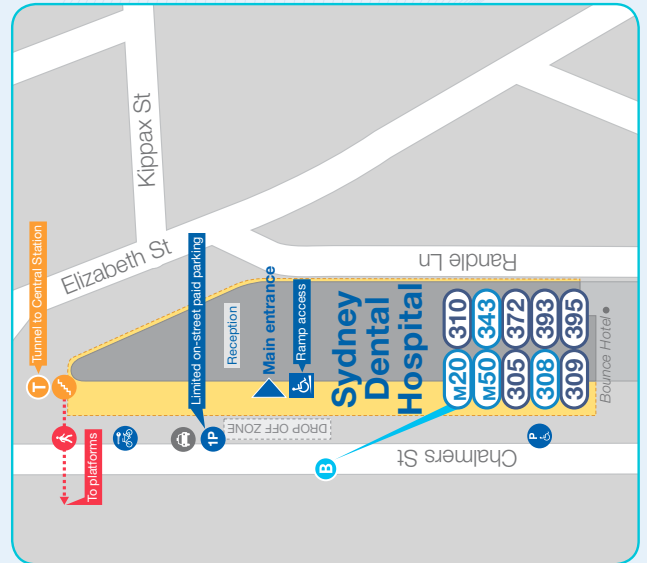 Kippax St
Elizabeth St
Randle Ln
Chalmers St
T
Tunnel to Central Station
To platforms
Limited on-street paid parking
1P
Reception
Main entrance
Ramp access
DROP OFF ZONE
Sydney
Dental
Hospital
B
M20 310
M50 343
305 372
308 393
309 395
P
Bounce Hotel